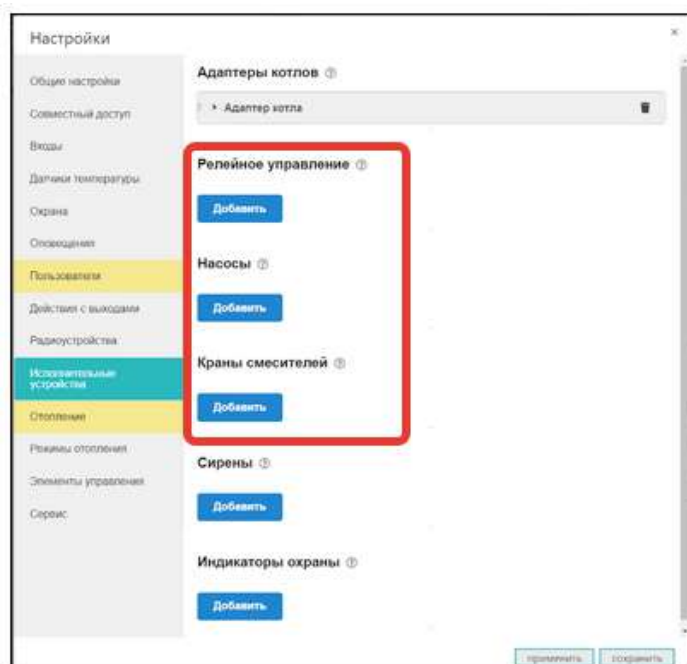 Настройки
×
Общие настройки
Совместный доступ
Входы
Датчики температуры
Охрана
Оповещения
Пользователи
Действия с выходами
Радиоустройства
Исполнительные
устройства
Отопление
Режимы отопления
Элементы управления
Сервис
Адаптеры котлов ?
Адаптер котла
Релейное управление ?
Добавить
Насосы ?
Добавить
Краны смесителей ?
Добавить
Сирены ?
Добавить
Индикаторы охраны ?
Добавить
применить сохранить